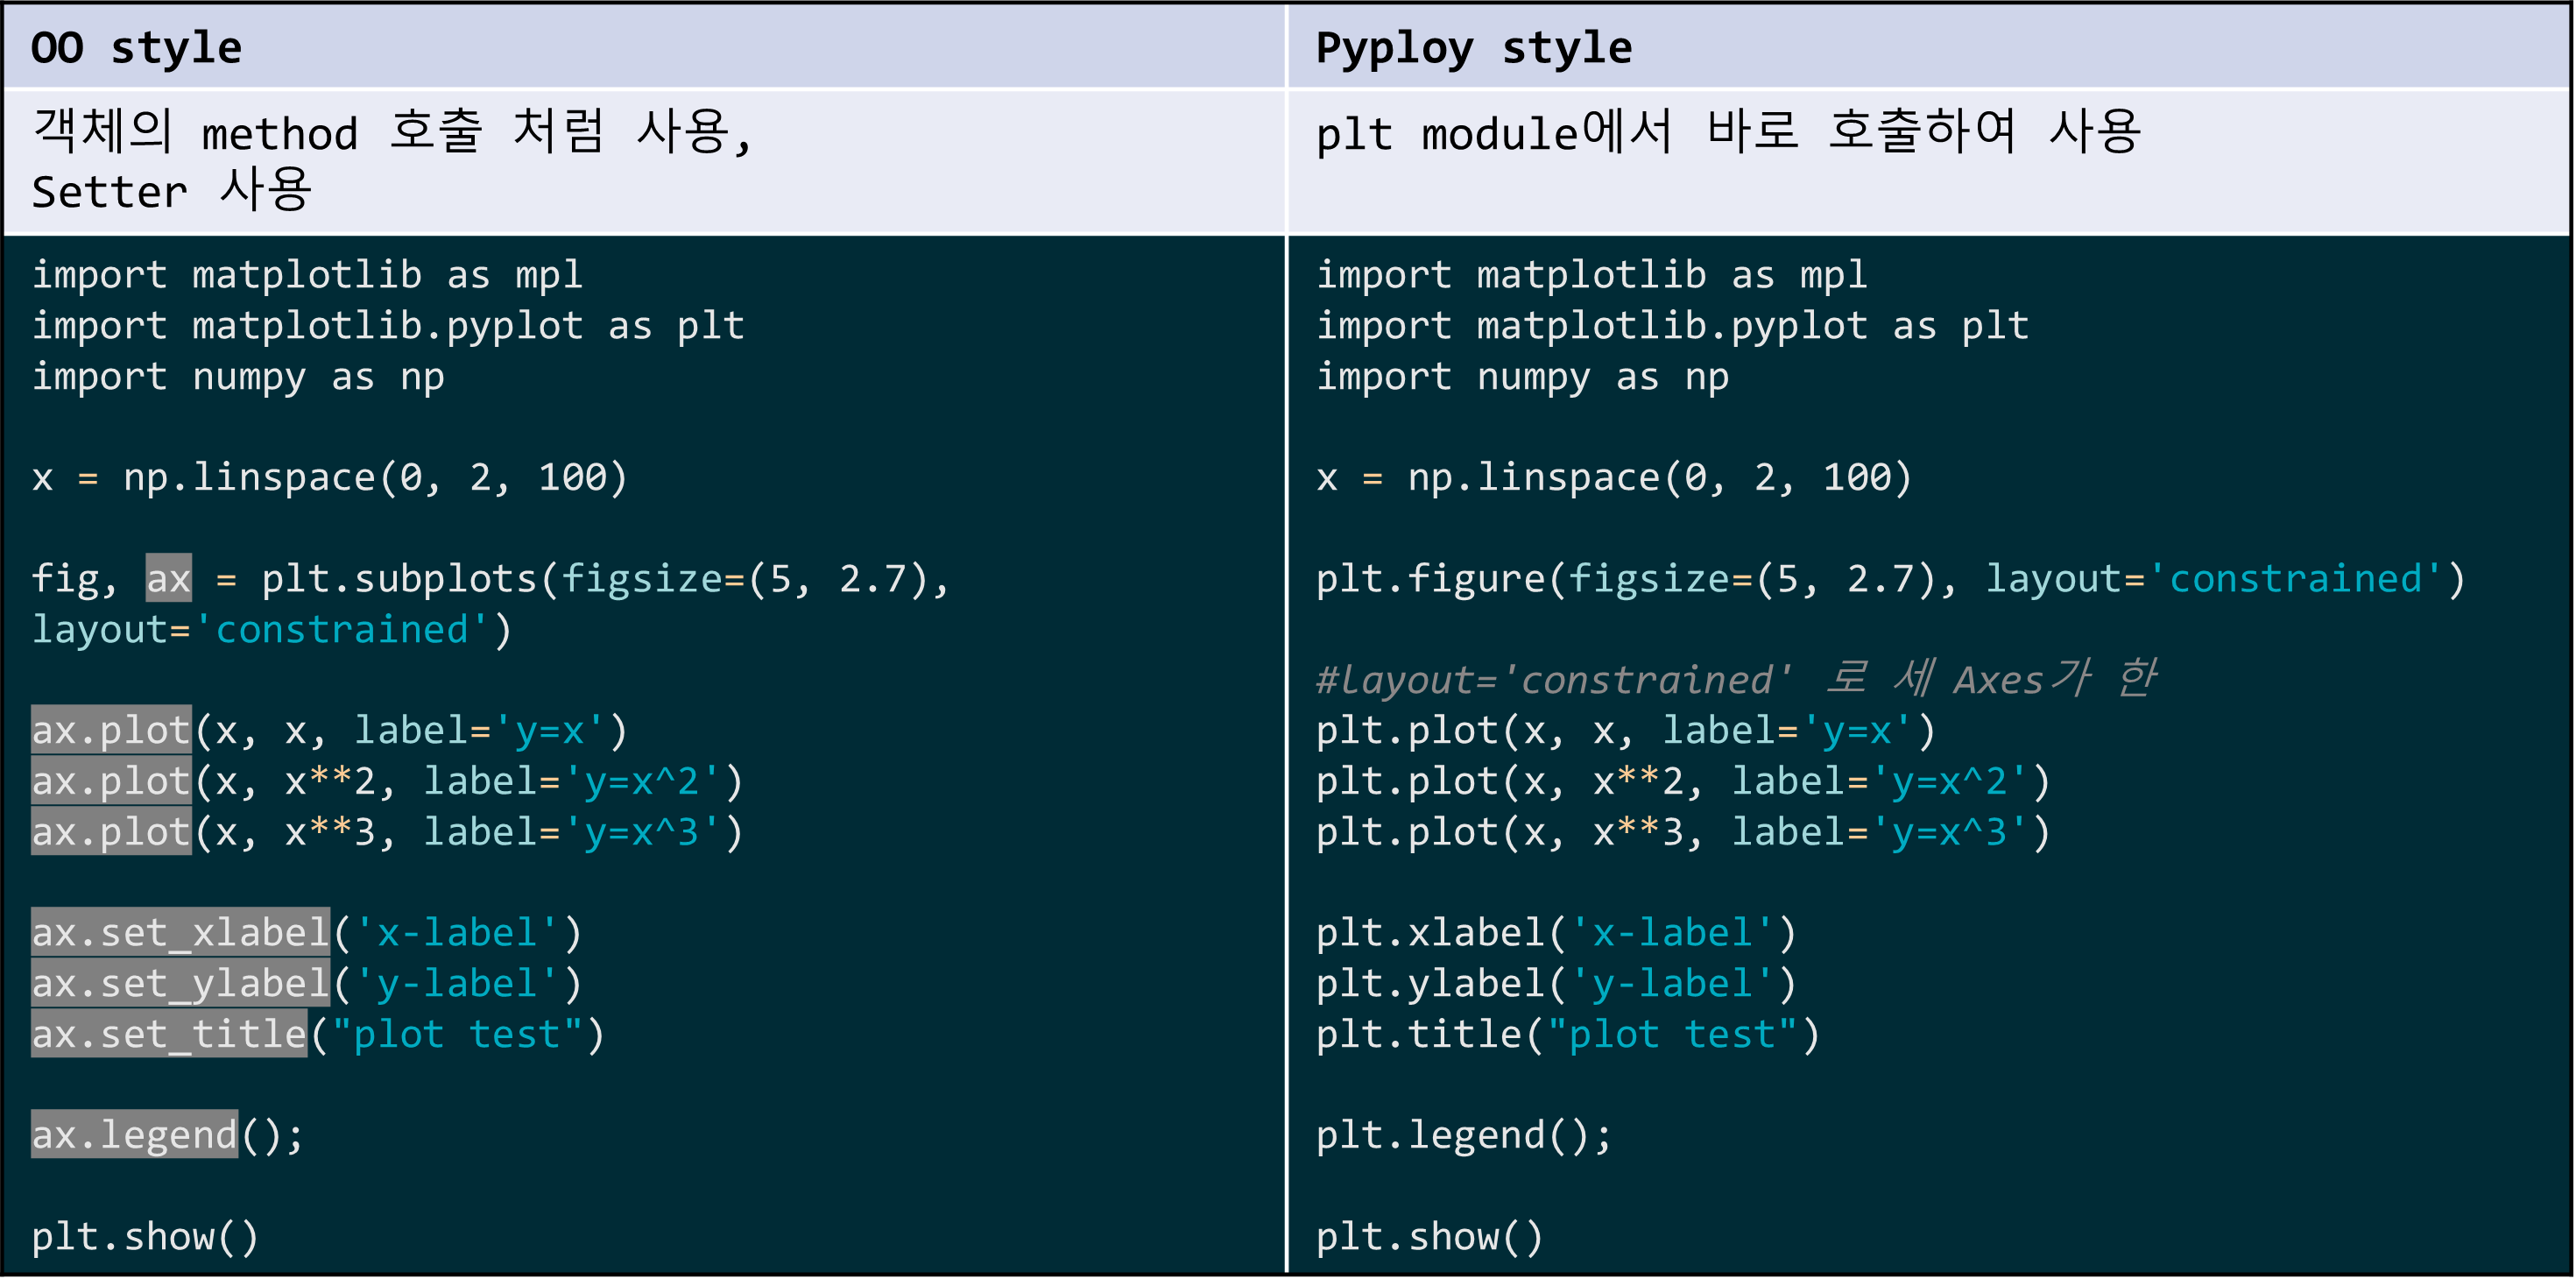 OO style
객체의 method 호출 처럼 사용,
Setter 사용
import matplotlib as mpl
import matplotlib.pyplot as plt
import numpy as np
x = np.linspace(0, 2, 100)
fig, ax = plt.subplots(figsize=(5, 2.7),
layout='constrained')
ax.plot(x, x, label='y=x')
ax.plot(x, x**2, label='y=x^2')
ax.plot(x, x**3, label='y=x^3')
ax.set_xlabel('x-label')
ax.set_ylabel('y-label')
ax.set_title("plot test")
ax.legend();
plt.show()
Pyploy style
plt module에서 바로 호출하여 사용
import matplotlib as mpl
import matplotlib.pyplot as plt
import numpy as np
x = np.linspace(0, 2, 100)
plt.figure(figsize=(5, 2.7), layout='constrained')
#layout='constrained' 로 세 Axes가 한
plt.plot(x, x, label='y=x')
plt.plot(x, x**2, label='y=x^2')
plt.plot(x, x**3, label='y=x^3')
plt.xlabel('x-label')
plt.ylabel('y-label')
plt.title("plot test")
plt.legend();
plt.show()